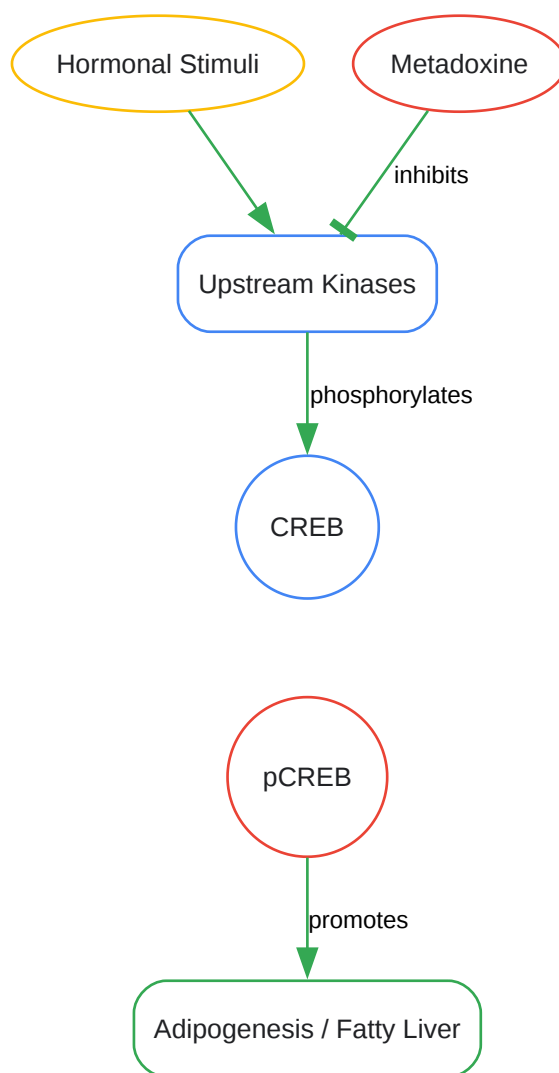 Hormonal Stimuli
Metadoxine
inhibits
Upstream Kinases
phosphorylates
CREB
pCREB
promotes
Adipogenesis / Fatty Liver